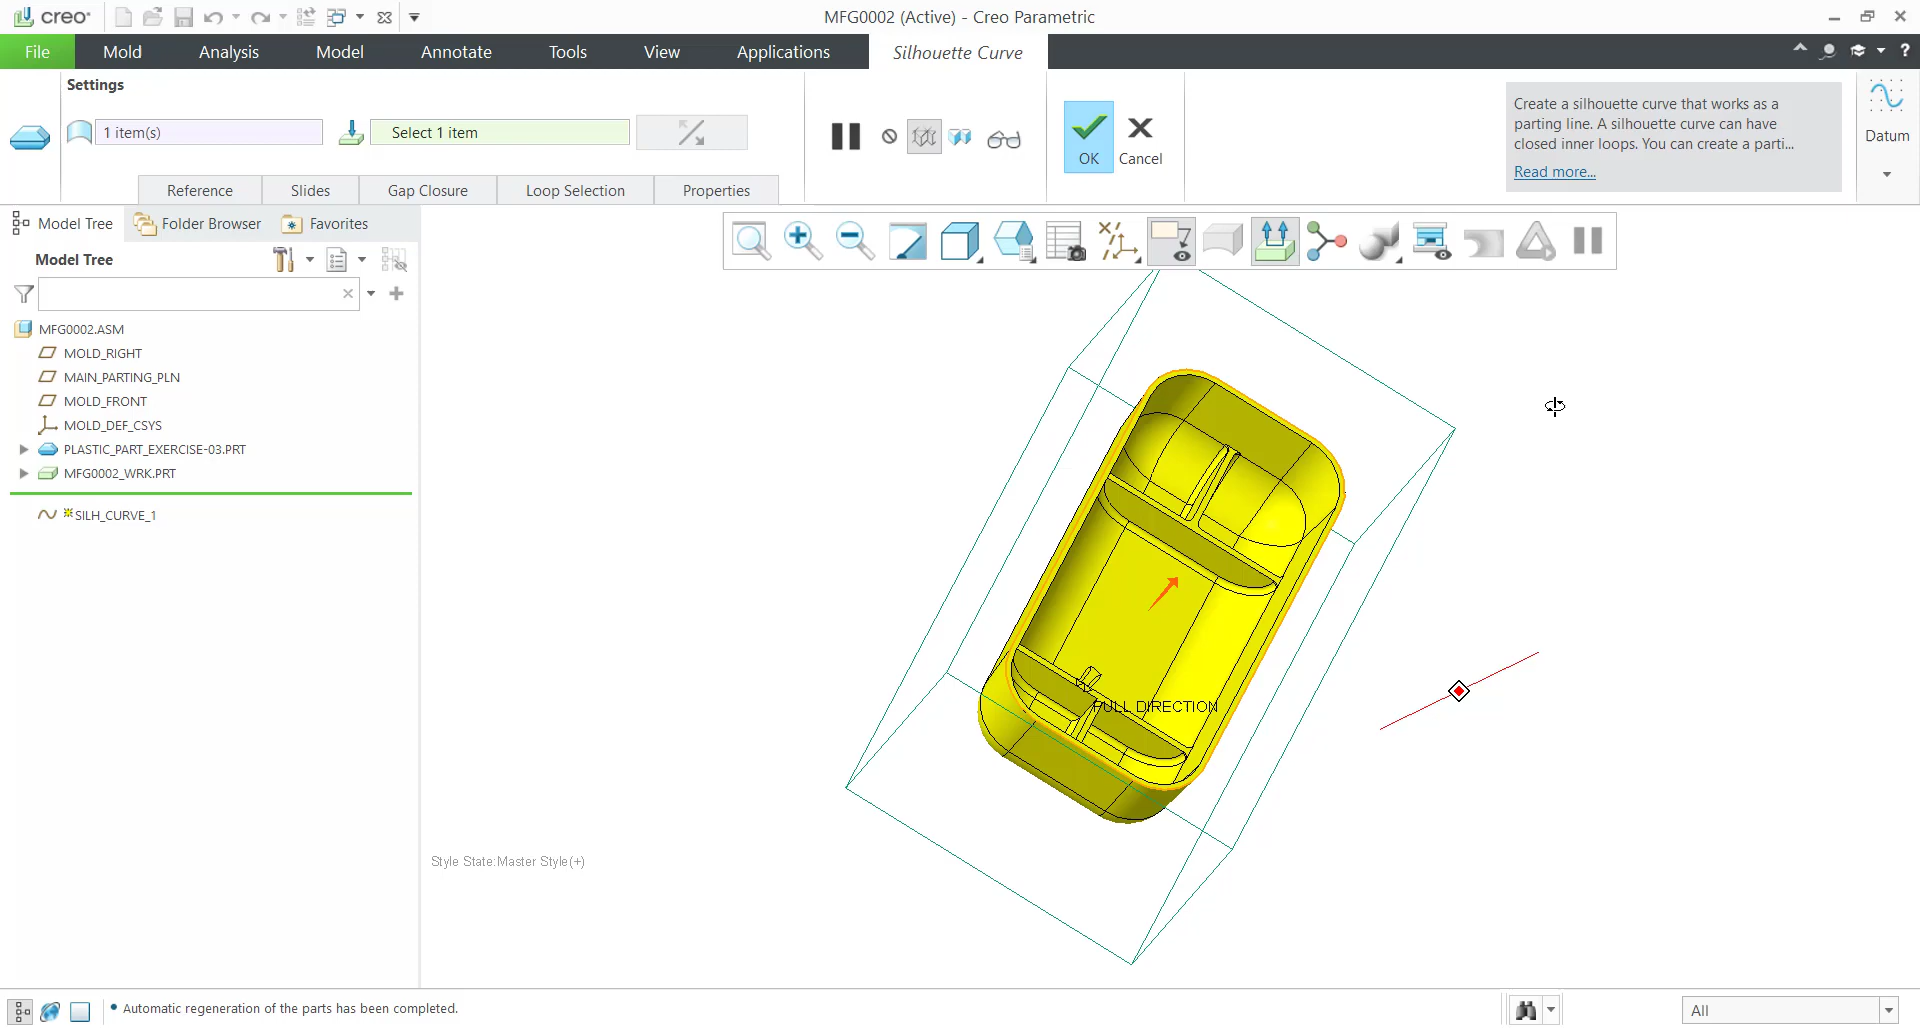 creo
MFG0002 (Active) - Creo Parametric
File
Mold
Analysis
Model
Annotate
Tools
View
Applications
Silhouette Curve
?
Settings
1 item(s)
Select 1 item
OK
Cancel
Create a silhouette curve that works as a
parting line. A silhouette curve can have
closed inner loops. You can create a parti...
Read more...
Datum
Reference
Slides
Gap Closure
Loop Selection
Properties
Model Tree
Folder Browser
Favorites
Model Tree
MFG0002.ASM
MOLD_RIGHT
MAIN_PARTING_PLN
MOLD_FRONT
MOLD_DEF_CSYS
PLASTIC_PART_EXERCISE-03.PRT
MFG0002_WRK.PRT
SILH_CURVE_1
PULL DIRECTION
Style State:Master Style(+)
Automatic regeneration of the parts has been completed.
All